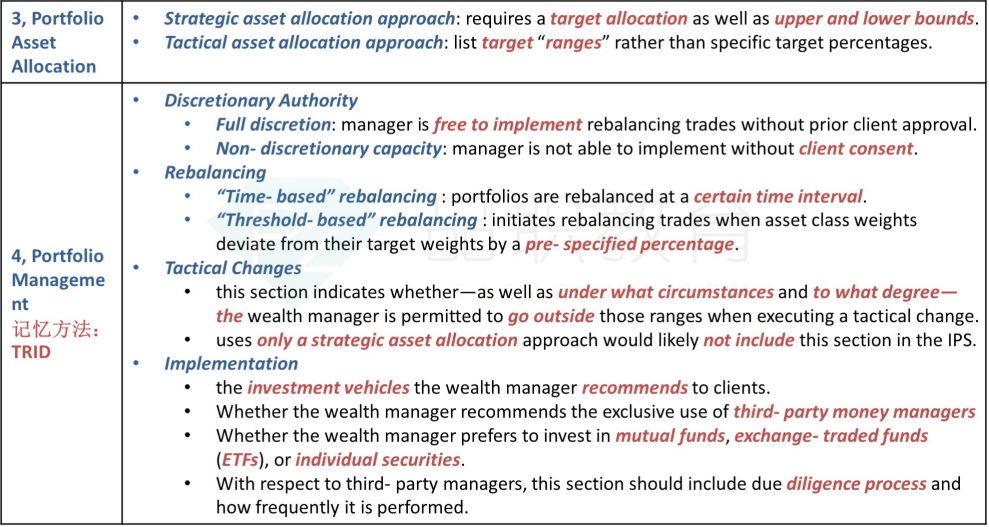 3, Portfolio
Asset
Allocation
• Strategic asset allocation approach: requires a target allocation as well as upper and lower bounds.
• Tactical asset allocation approach: list target “ranges” rather than specific target percentages.
4, Portfolio
Manageme
nt
记忆方法：
TRID
• Discretionary Authority
• Full discretion: manager is free to implement rebalancing trades without prior client approval.
• Non- discretionary capacity: manager is not able to implement without client consent.
• Rebalancing
• “Time- based” rebalancing : portfolios are rebalanced at a certain time interval.
• “Threshold- based” rebalancing : initiates rebalancing trades when asset class weights
deviate from their target weights by a pre- specified percentage.
• Tactical Changes
• this section indicates whether—as well as under what circumstances and to what degree—
the wealth manager is permitted to go outside those ranges when executing a tactical change.
• uses only a strategic asset allocation approach would likely not include this section in the IPS.
• Implementation
• the investment vehicles the wealth manager recommends to clients.
• Whether the wealth manager recommends the exclusive use of third- party money managers
• Whether the wealth manager prefers to invest in mutual funds, exchange- traded funds
(ETFs), or individual securities.
• With respect to third- party managers, this section should include due diligence process and
how frequently it is performed.